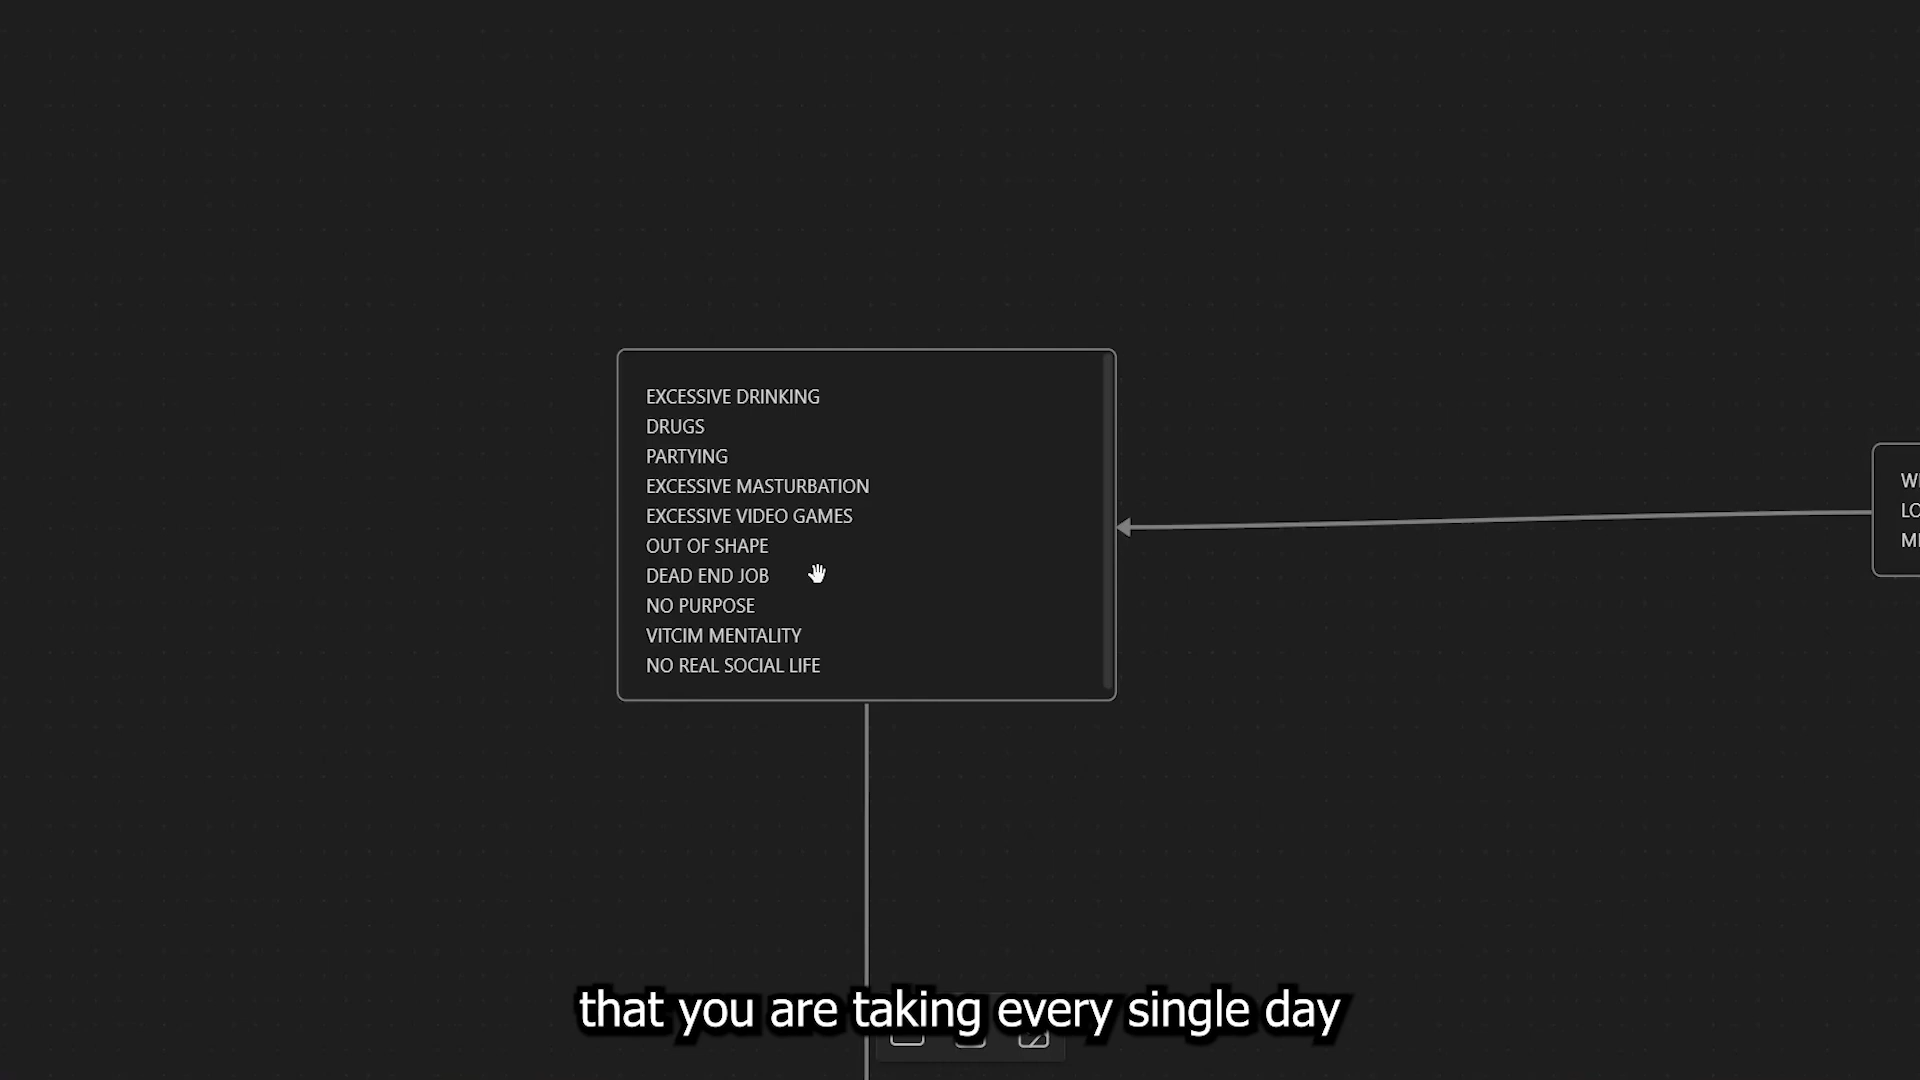 EXCESSIVE DRINKING
DRUGS
PARTYING
EXCESSIVE MASTURBATION
EXCESSIVE VIDEO GAMES
OUT OF SHAPE
DEAD END JOB
NO PURPOSE
VITCIM MENTALITY
NO REAL SOCIAL LIFE
that you are taking every single day